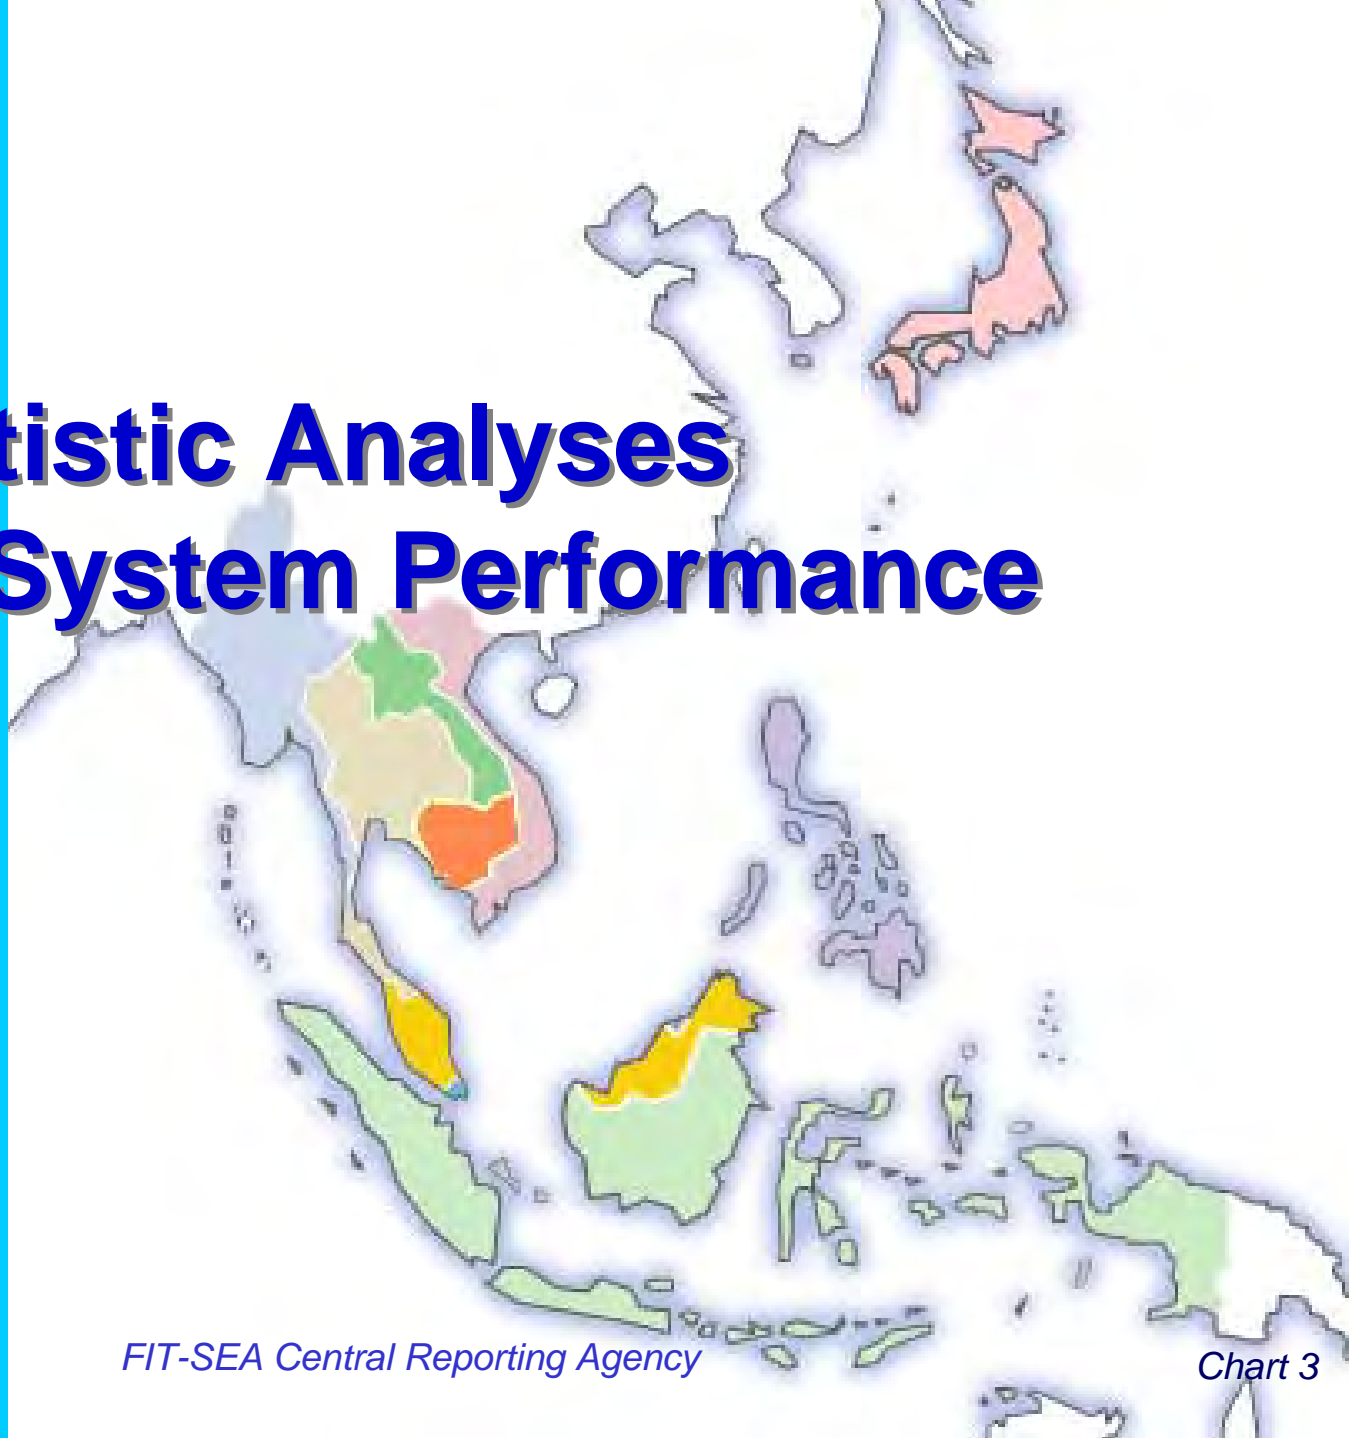 tistic Analyses
System Performance
FIT-SEA Central Reporting Agency
Chart 3